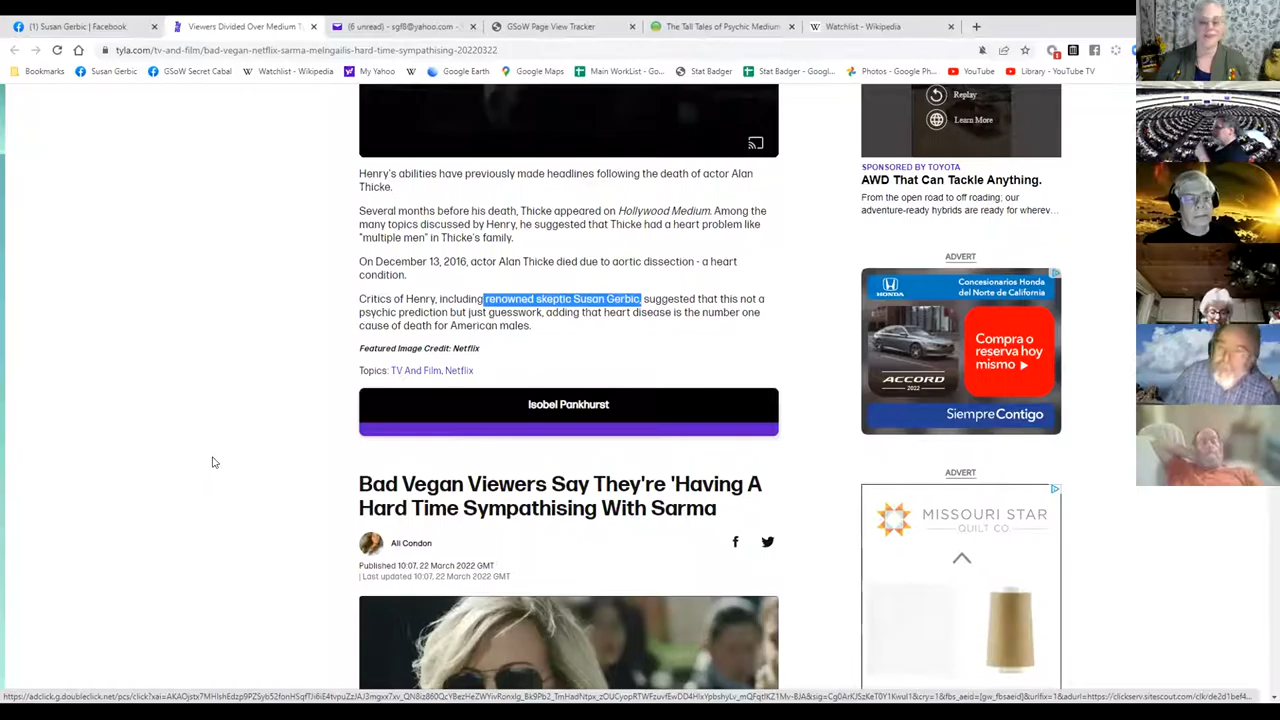 (1) Susan Gerbic | Facebook
Viewers Divided Over Medium T
(6 unread) - sgf8@yahoo.com -
GSoW Page View Tracker
The Tall Tales of Psychic Medium
Watchlist - Wikipedia
tyla.com/tv-and-film/bad-vegan-netflix-sarma-melngailis-hard-time-sympathising-20220322
Bookmarks
Susan Gerbic
GSoW Secret Cabal
Watchlist - Wikipedia
My Yahoo
Google Earth
Google Maps
Main WorkList - Go...
Stat Badger
Stat Badger - Googl...
Photos - Google Ph...
YouTube
Library - YouTube TV
Henry's abilities have previously made headlines following the death of actor Alan
Thicke.
Several months before his death, Thicke appeared on Hollywood Medium. Among the
many topics discussed by Henry, he suggested that Thicke had a heart problem like
"multiple men" in Thicke's family.
On December 13, 2016, actor Alan Thicke died due to aortic dissection - a heart
condition.
Critics of Henry, including renowned skeptic Susan Gerbic, suggested that this not a
psychic prediction but just guesswork, adding that heart disease is the number one
cause of death for American males.
Featured Image Credit: Netflix
Topics: TV And Film, Netflix
Isobel Pankhurst
Bad Vegan Viewers Say They're 'Having A
Hard Time Sympathising With Sarma
Ali Condon
Published 10:07, 22 March 2022 GMT
| Last updated 10:07, 22 March 2022 GMT
Replay
Learn More
SPONSORED BY TOYOTA
AWD That Can Tackle Anything.
From the open road to off roading; our
adventure-ready hybrids are ready for wherev...
ADVERT
HONDA
Concesionarios Honda
del Norte de California
Compra o
reserva hoy
mismo
ACCORD
2022
SiempreContigo
ADVERT
MISSOURI STAR
QUILT CO.